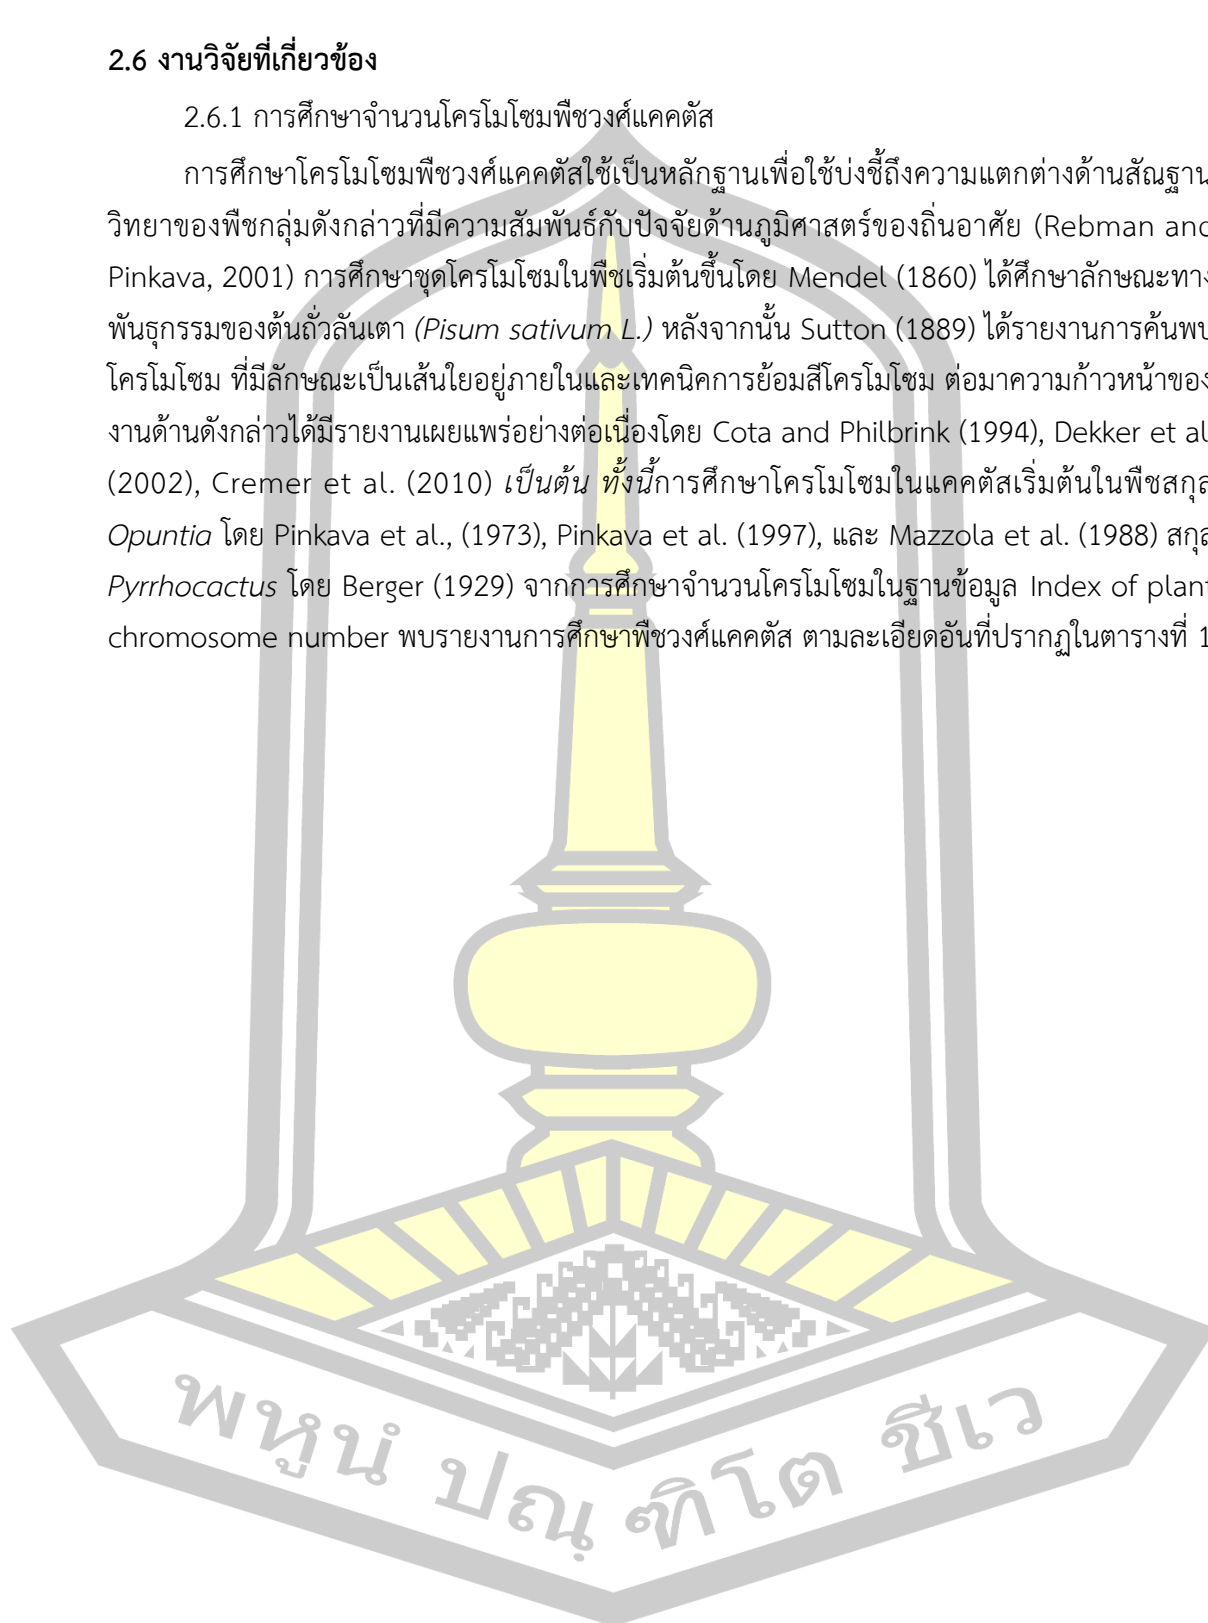 2.6 งานวิจัยที่เกี่ยวข้อง
2.6.1 การศึกษาจำนวนโครโมโซมพืชวงศ์แคคตัส
การศึกษาโครโมโซมพืชวงศ์แคคตัสใช้เป็นหลักฐานเพื่อใช้บ่งชี้ถึงความแตกต่างด้านสัณฐาน
วิทยาของพืชกลุ่มดังกล่าวที่มีความสัมพันธ์กับปัจจัยด้านภูมิศาสตร์ของถิ่นอาศัย (Rebman and
Pinkava, 2001) การศึกษาชุดโครโมโซมในพืชเริ่มต้นขึ้นโดย Mendel (1860) ได้ศึกษาลักษณะทาง
พันธุกรรมของต้นถั่วลันเตา (Pisum sativum L.) หลังจากนั้น Sutton (1889) ได้รายงานการค้นพบ
โครโมโซม ที่มีลักษณะเป็นเส้นใยอยู่ภายในและเทคนิคการย้อมสีโครโมโซม ต่อมาความก้าวหน้าของ
งานด้านดังกล่าวได้มีรายงานเผยแพร่อย่างต่อเนื่องโดย Cota and Philbrink (1994), Dekker et al
(2002), Cremer et al. (2010) เป็นต้น ทั้งนี้การศึกษาโครโมโซมในแคคตัสเริ่มต้นในพืชสกุล
Opuntia โดย Pinkava et al., (1973), Pinkava et al. (1997), และ Mazzola et al. (1988) สกุล
Pyrrhocactus โดย Berger (1929) จากการศึกษาจำนวนโครโมโซมในฐานข้อมูล Index of plant
chromosome number พบรายงานการศึกษาพืชวงศ์แคคตัส ตามละเอียดอันที่ปรากฏในตารางที่ 1
พหูนํ ปณฺฑิโต ชีเว